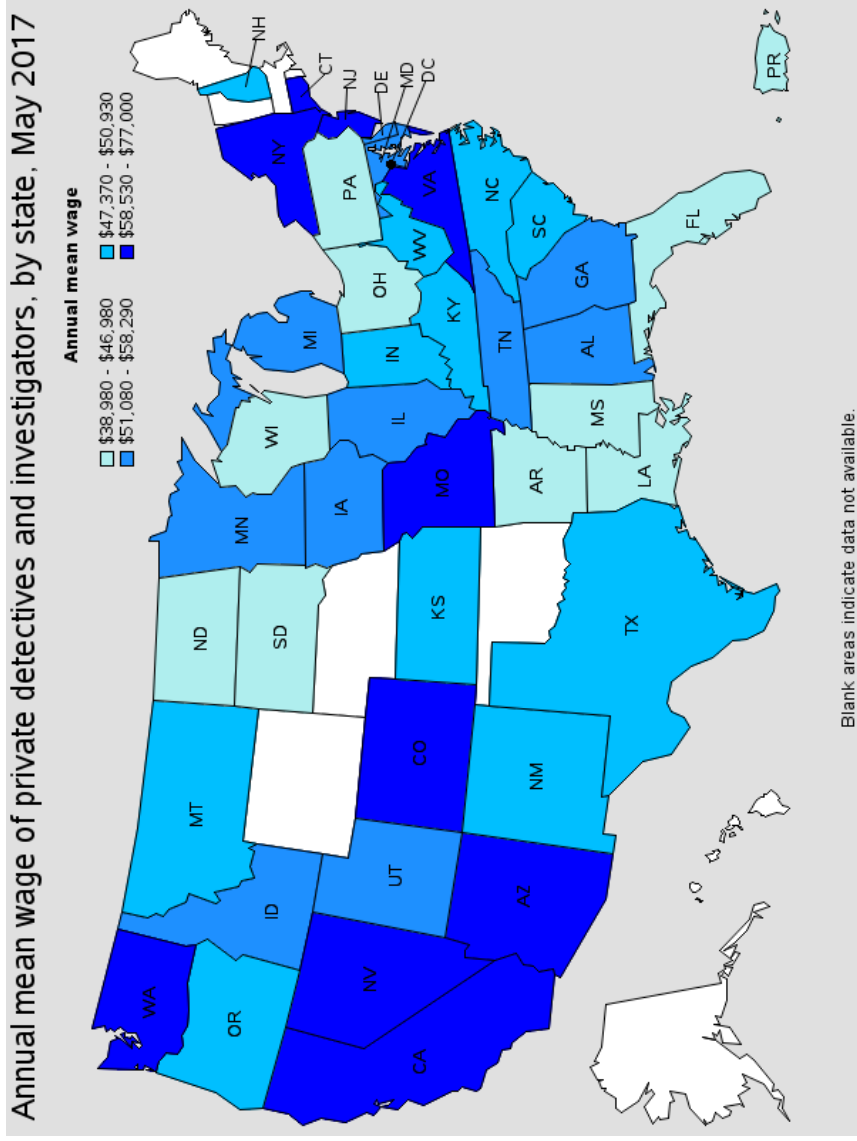 Annual mean wage of private detectives and investigators, by state, May 2017
Annual mean wage
$38,980 - $46,980
$47,370 - $50,930
$51,080 - $58,290
$58,530 - $77,000
WA
MT
ND
MN
WI
MI
NY
NH
CT
NJ
DE
MD
DC
OR
ID
SD
IA
IL
IN
OH
PA
NV
UT
CO
KS
MO
KY
WV
VA
CA
AZ
NM
TX
AR
TN
NC
SC
LA
MS
AL
GA
FL
PR
Blank areas indicate data not available.